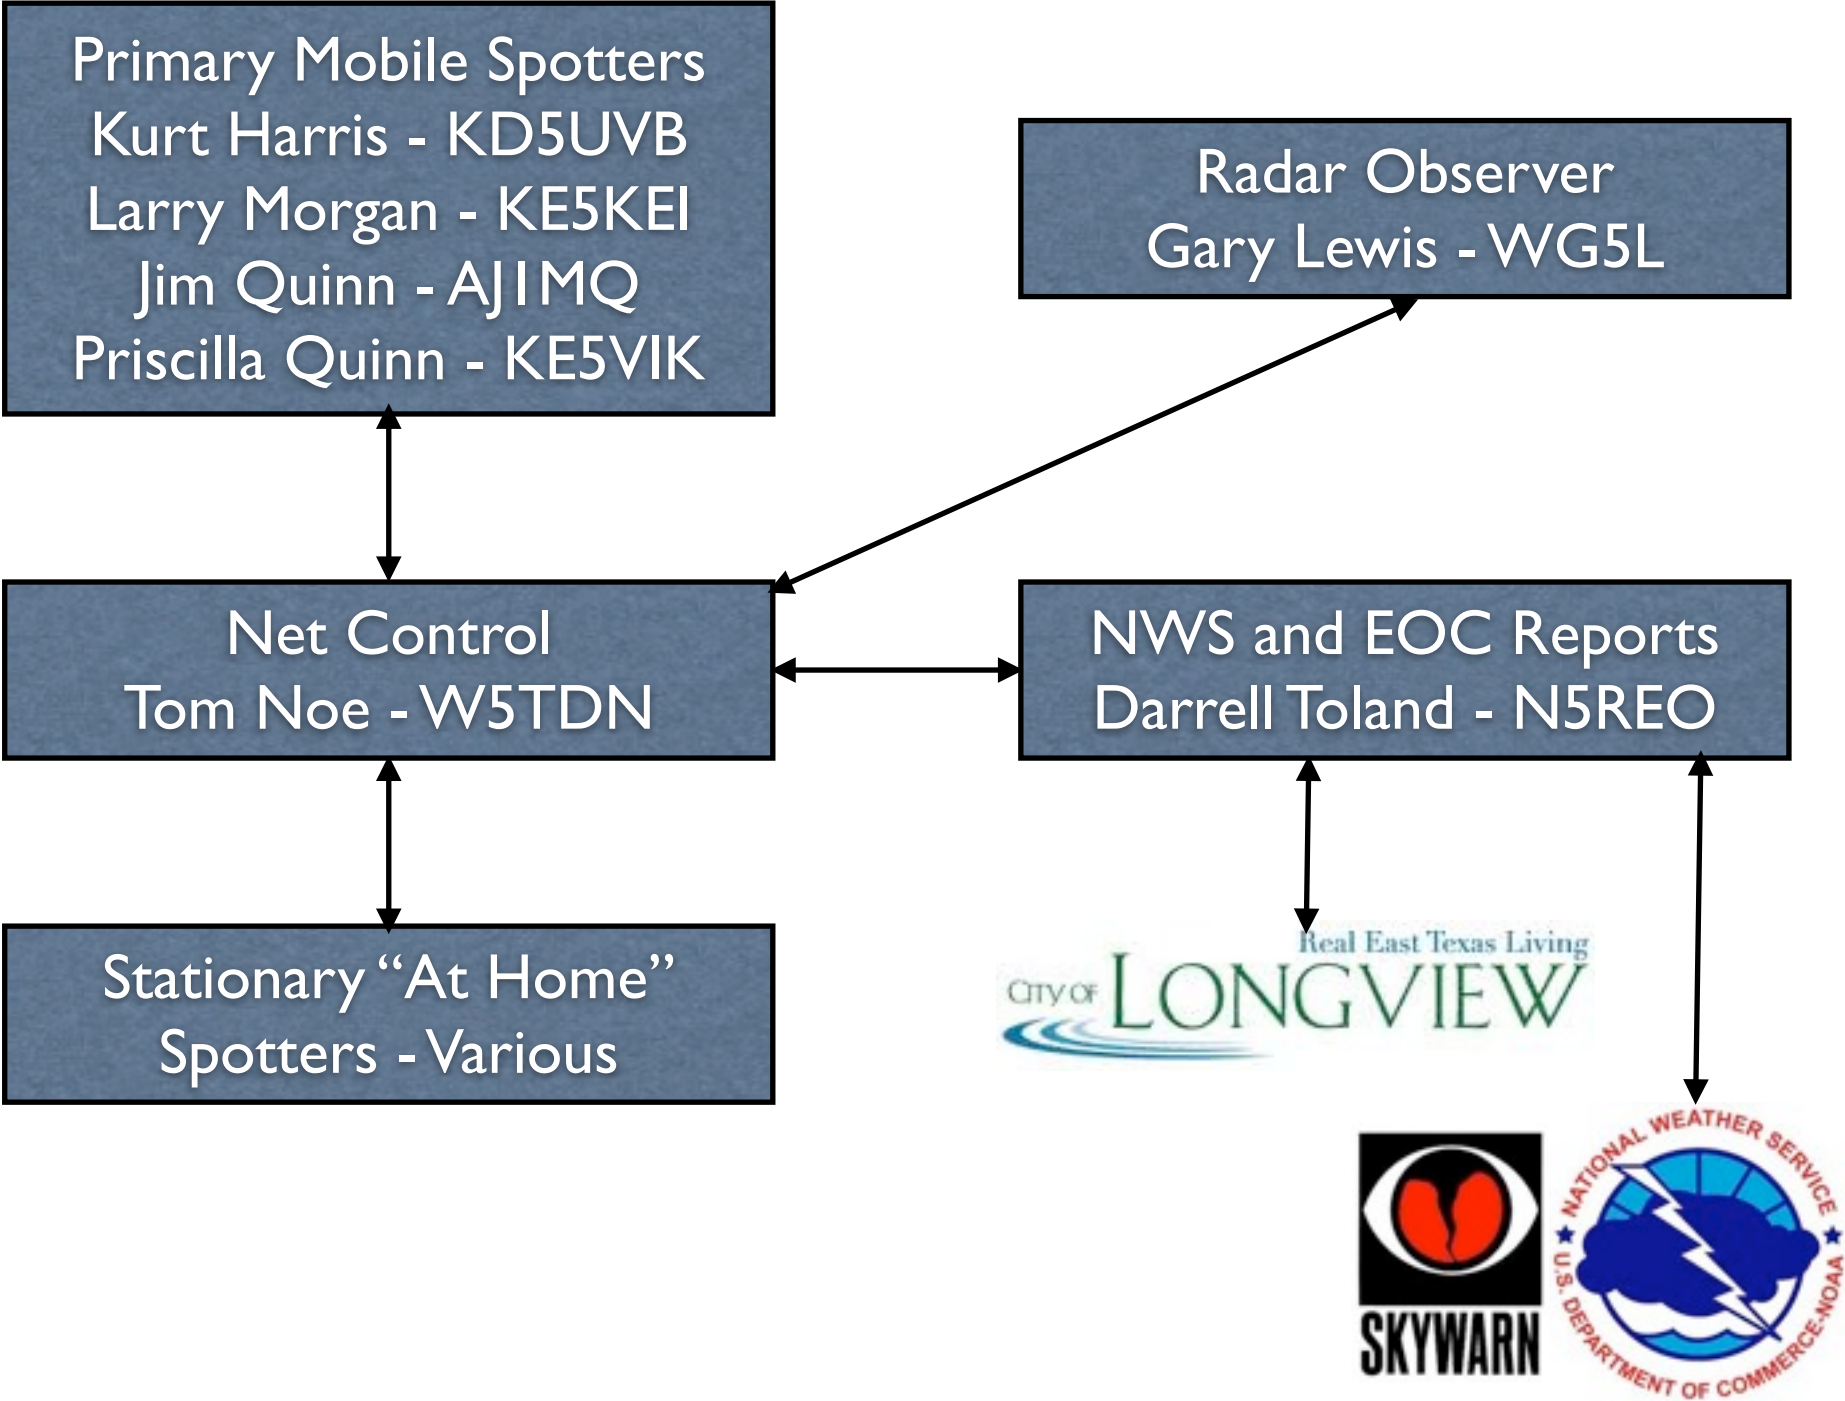 Primary Mobile Spotters
Kurt Harris - KD5UVB
Larry Morgan - KE5KEI
Jim Quinn - AJ1MQ
Priscilla Quinn - KE5VIK
Radar Observer
Gary Lewis - WG5L
Net Control
Tom Noe - W5TDN
NWS and EOC Reports
Darrell Toland - N5REO
Stationary “At Home”
Spotters - Various
Real East Texas Living
CITY OF LONGVIEW
SKYWARN
NATIONAL WEATHER SERVICE
U.S. DEPARTMENT OF COMMERCE-NOAA